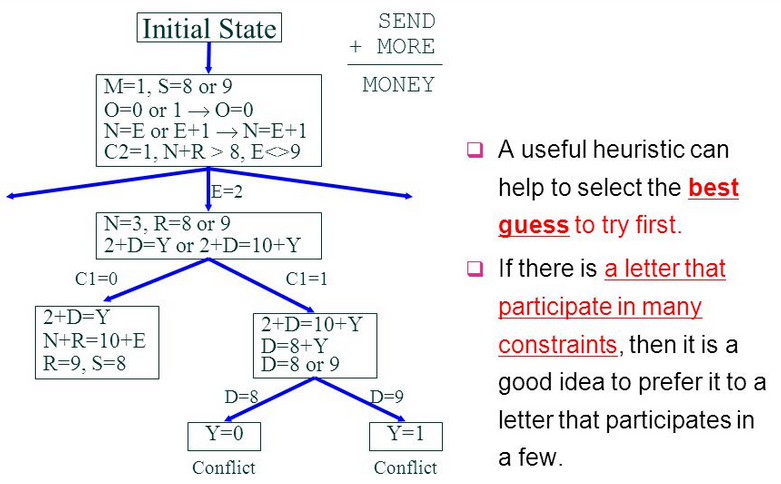 Initial State
SEND
+ MORE
MONEY
M=1, S=8 or 9
O=0 or 1 → O=0
N=E or E+1 → N=E+1
C2=1, N+R > 8, E<>9
E=2
N=3, R=8 or 9
2+D=Y or 2+D=10+Y
C1=0
C1=1
2+D=Y
N+R=10+E
R=9, S=8
2+D=10+Y
D=8+Y
D=8 or 9
D=8
D=9
Y=0
Y=1
Conflict
Conflict
A useful heuristic can
help to select the best
guess to try first.
If there is a letter that
participate in many
constraints, then it is a
good idea to prefer it to a
letter that participates in
a few.